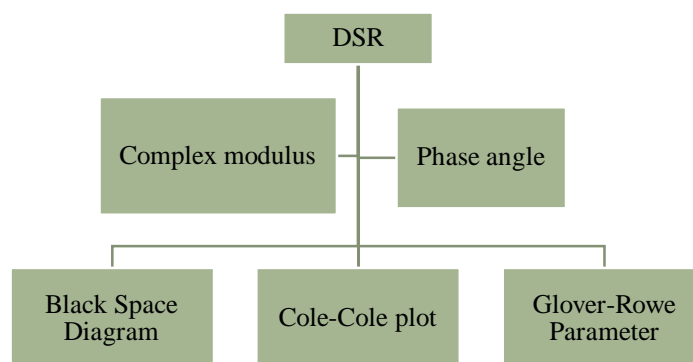 DSR
Complex modulus
Phase angle
Black Space
Diagram
Cole-Cole plot
Glover-Rowe
Parameter